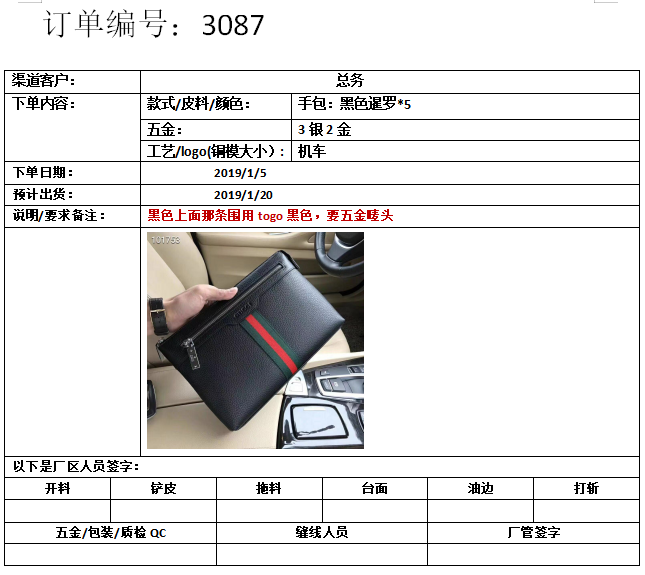 订单编号：3087
渠道客户： 总务
下单内容： 款式/皮料/颜色： 手包：黑色暹罗*5
五金： 3 银 2 金
工艺/logo(铜模大小）： 机车
下单日期： 2019/1/5
预计出货： 2019/1/20
说明/要求备注： 黑色上面那条围用 togo 黑色，要五金唛头
以下是厂区人员签字：
开料 铲皮 拖料 台面 油边 打斩
五金/包装/质检 QC 缝线人员 厂管签字